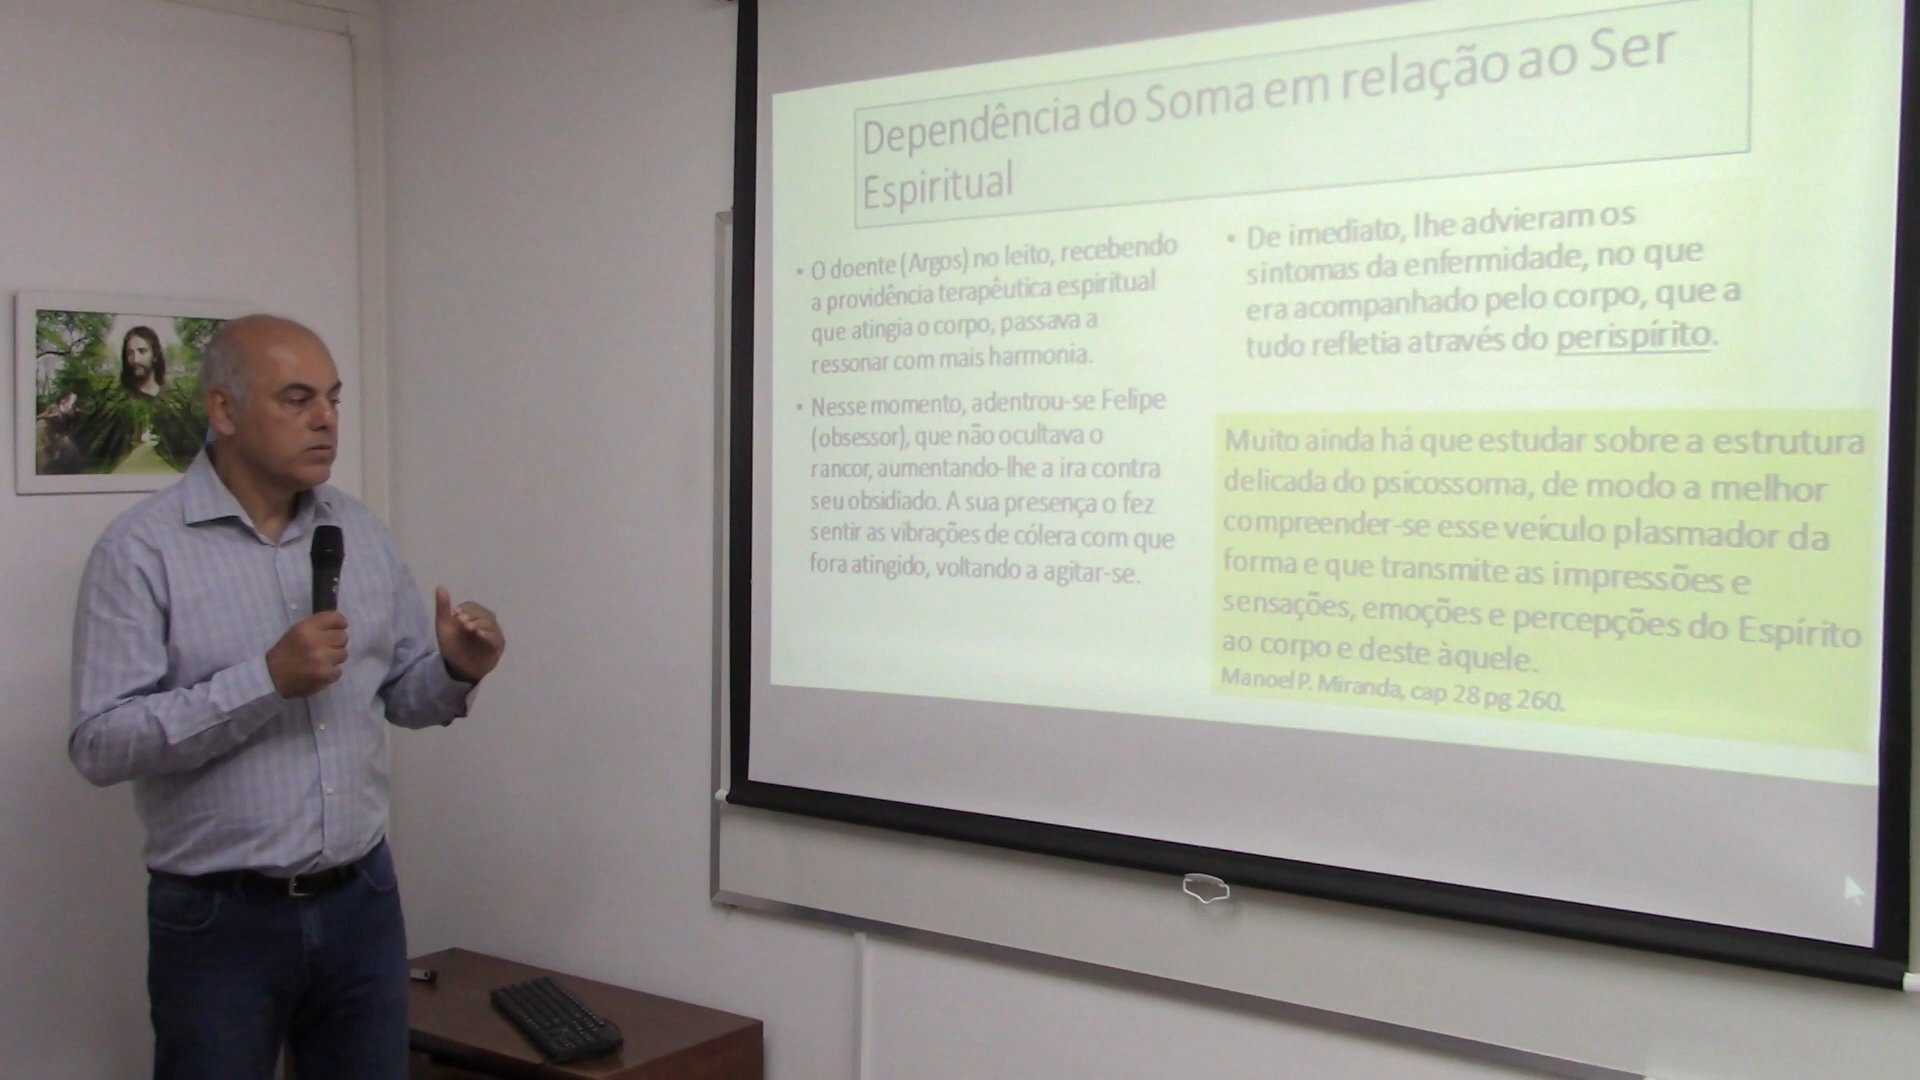 Dependência do Soma em relação ao Ser
Espiritual
• O doente (Argos) no leito, recebendo
a providência terapêutica espiritual
que atingia o corpo, passava a
ressonar com mais harmonia.
• Nesse momento, adentrou-se Felipe
(obsessor), que não ocultava o
rancor, aumentando-lhe a ira contra
seu obsidiado. A sua presença o fez
sentir as vibrações de cólera com que
fora atingido, voltando a agitar-se.
• De imediato, lhe advieram os
sintomas da enfermidade, no que
era acompanhado pelo corpo, que a
tudo refletia através do perispírito.
Muito ainda há que estudar sobre a estrutura
delicada do psicossoma, de modo a melhor
compreender-se esse veículo plasmador da
forma e que transmite as impressões e
sensações, emoções e percepções do Espírito
ao corpo e deste àquele.
Manoel P. Miranda, cap 28 pg 260.